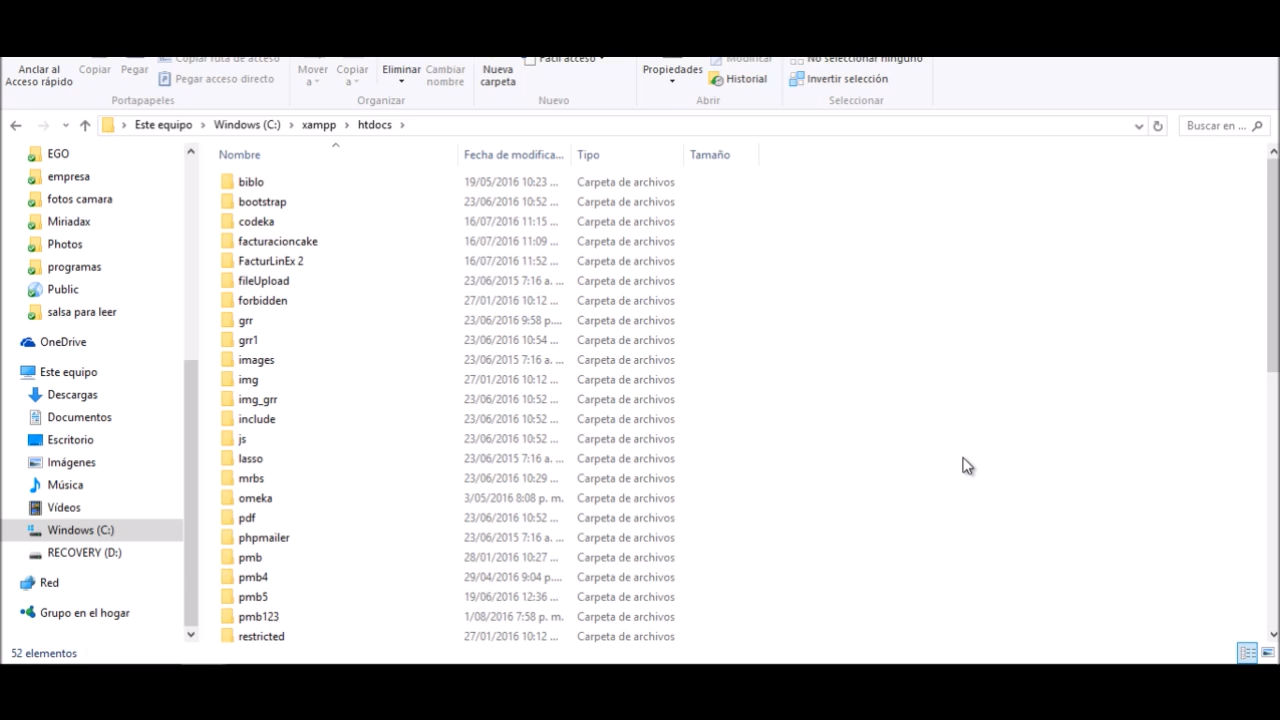 Copiar ruta de acceso
Fácil acceso
Modificar
No seleccionar ninguno
Anclar al
Acceso rápido
Copiar
Pegar
Pegar acceso directo
Mover
a
Copiar
a
Eliminar
Cambiar
nombre
Nueva
carpeta
Propiedades
Historial
Invertir selección
Portapapeles
Organizar
Nuevo
Abrir
Seleccionar
Este equipo > Windows (C:) > xampp > htdocs >
Buscar en ...
EGO
empresa
fotos camara
Miriadax
Photos
programas
Public
salsa para leer
OneDrive
Este equipo
Descargas
Documentos
Escritorio
Imágenes
Música
Vídeos
Windows (C:)
RECOVERY (D:)
Red
Grupo en el hogar
Nombre Fecha de modifica... Tipo Tamaño
biblo 19/05/2016 10:23 ... Carpeta de archivos
bootstrap 23/06/2016 10:52 ... Carpeta de archivos
codeka 16/07/2016 11:15 ... Carpeta de archivos
facturacioncake 16/07/2016 11:09 ... Carpeta de archivos
FacturLinEx 2 16/07/2016 11:52 ... Carpeta de archivos
fileUpload 23/06/2015 7:16 a. ... Carpeta de archivos
forbidden 27/01/2016 10:12 ... Carpeta de archivos
grr 23/06/2016 9:58 p.... Carpeta de archivos
grr1 23/06/2016 10:54 ... Carpeta de archivos
images 23/06/2015 7:16 a. ... Carpeta de archivos
img 27/01/2016 10:12 ... Carpeta de archivos
img_grr 23/06/2016 10:52 ... Carpeta de archivos
include 23/06/2016 10:52 ... Carpeta de archivos
js 23/06/2016 10:52 ... Carpeta de archivos
lasso 23/06/2015 7:16 a. ... Carpeta de archivos
mrbs 23/06/2016 10:29 ... Carpeta de archivos
omeka 3/05/2016 8:08 p. m. Carpeta de archivos
pdf 23/06/2016 10:52 ... Carpeta de archivos
phpmailer 23/06/2015 7:16 a. ... Carpeta de archivos
pmb 28/01/2016 10:27 ... Carpeta de archivos
pmb4 29/04/2016 9:04 p.... Carpeta de archivos
pmb5 19/06/2016 12:36 ... Carpeta de archivos
pmb123 1/08/2016 7:58 p. m. Carpeta de archivos
restricted 27/01/2016 10:12 ... Carpeta de archivos
52 elementos